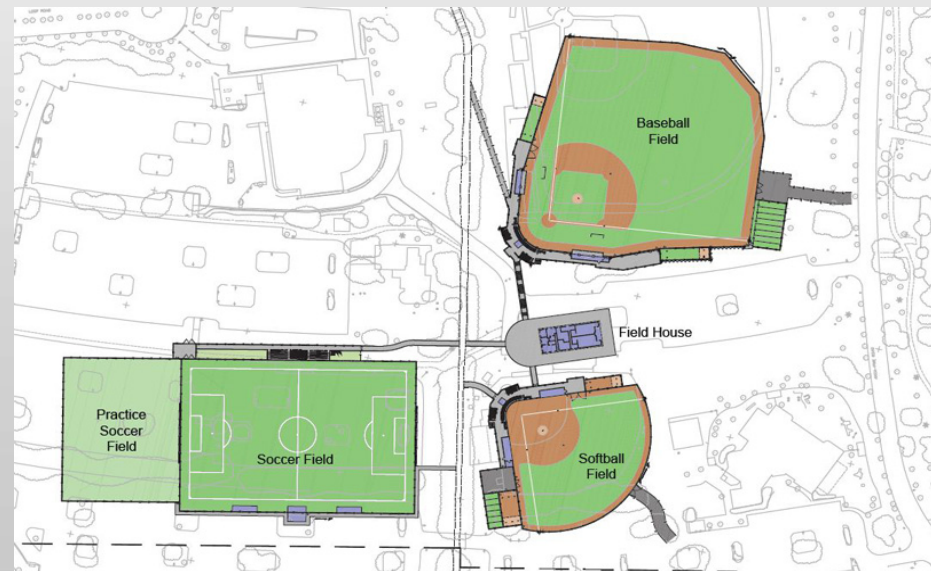 Baseball
Field
Field House
Practice
Soccer
Field
Soccer Field
Softball
Field